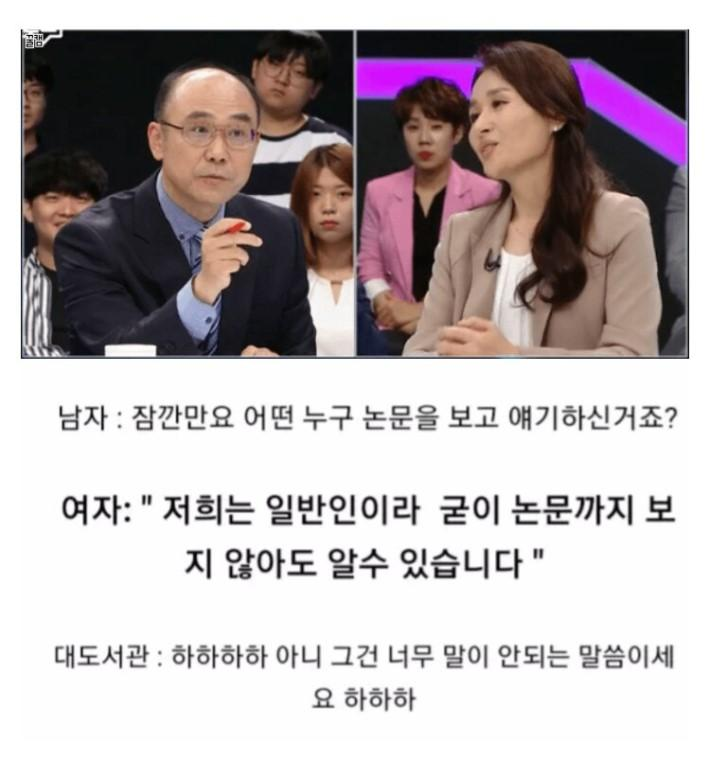 꿀잼
남자 : 잠깐만요 어떤 누구 논문을 보고 얘기하신거죠?
여자: " 저희는 일반인이라 굳이 논문까지 보
지 않아도 알수 있습니다 "
대도서관 : 하하하하 아니 그건 너무 말이 안되는 말씀이세
요 하하하